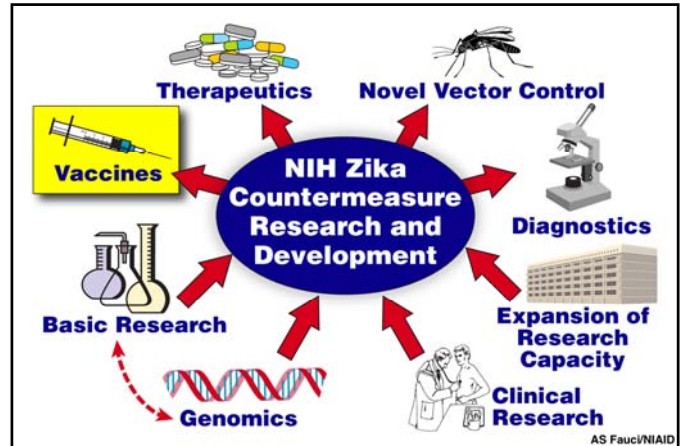 Therapeutics
Novel Vector Control
Vaccines
NIH Zika
Countermeasure
Research and
Development
Diagnostics
Basic Research
Expansion of
Research
Capacity
Genomics
Clinical
Research
AS Fauci/NIAID